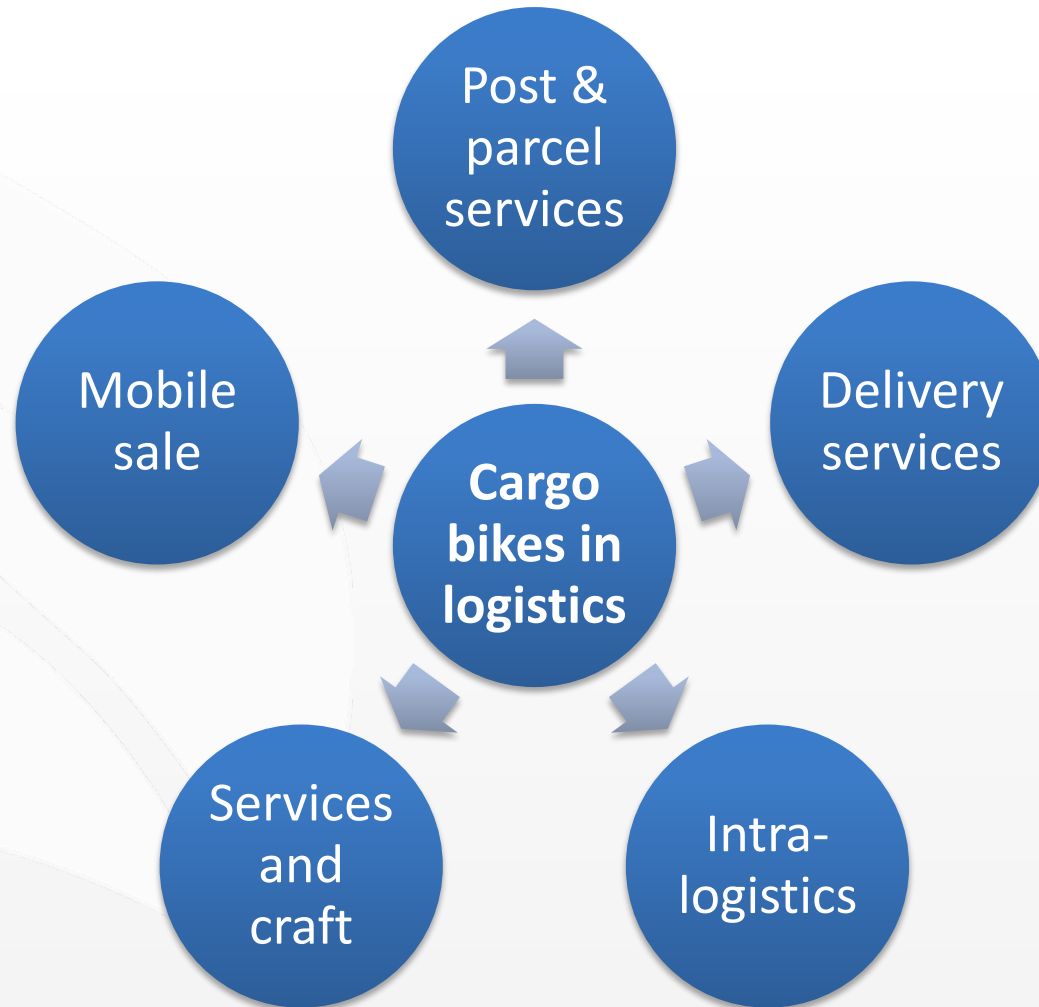 Post &
parcel
services
Mobile
sale
Delivery
services
Cargo
bikes in
logistics
Services
and
craft
Intra-
logistics